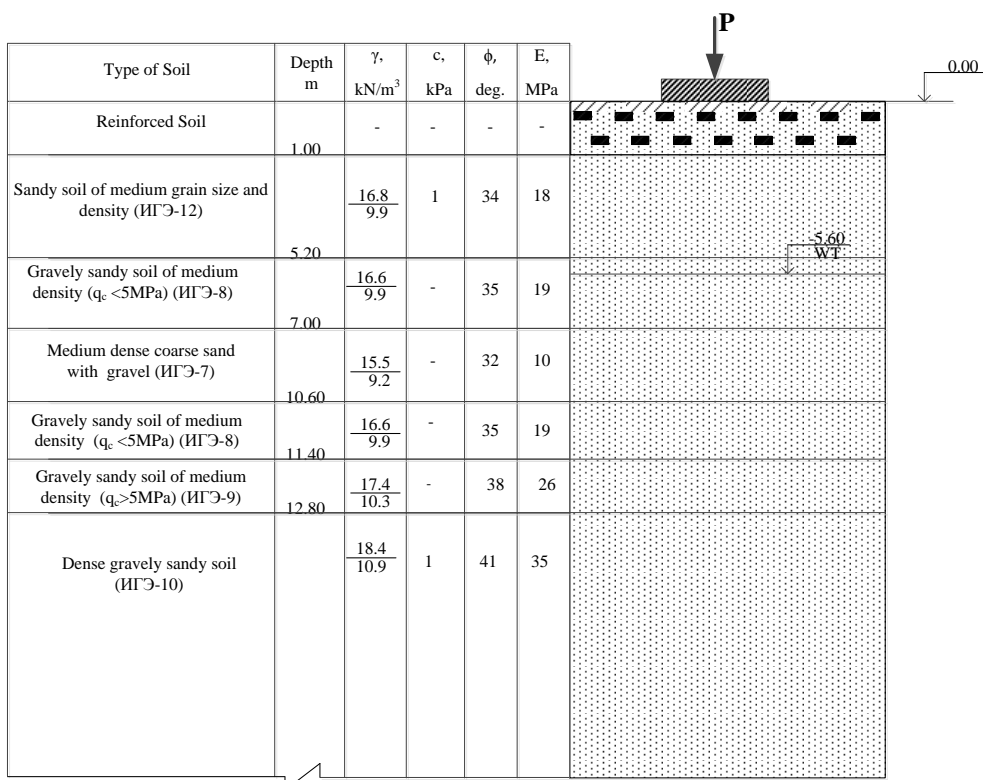 P
0.00
Type of Soil
Depth
m
γ,
kN/m³
c,
kPa
ϕ,
deg.
E,
MPa
Reinforced Soil
1.00
-
-
-
-
Sandy soil of medium grain size and
density (ИГЭ-12)
5.20
16.8
9.9
1
34
18
-5.60
WT
Gravely sandy soil of medium
density (qc <5MPa) (ИГЭ-8)
7.00
16.6
9.9
-
35
19
Medium dense coarse sand
with gravel (ИГЭ-7)
10.60
15.5
9.2
-
32
10
Gravely sandy soil of medium
density (qc <5MPa) (ИГЭ-8)
11.40
16.6
9.9
-
35
19
Gravely sandy soil of medium
density (qc>5MPa) (ИГЭ-9)
12.80
17.4
10.3
-
38
26
Dense gravely sandy soil
(ИГЭ-10)
18.4
10.9
1
41
35